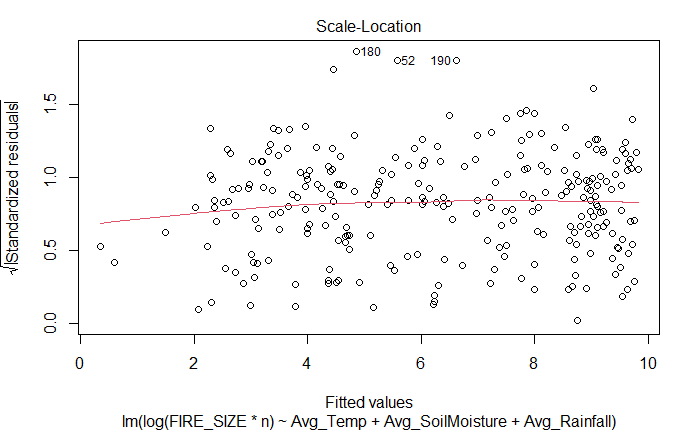 Scale-Location
√|Standardized residuals|
0.0 0.5 1.0 1.5
180 52 190
0 2 4 6 8 10
Fitted values
lm(log(FIRE_SIZE * n) ~ Avg_Temp + Avg_SoilMoisture + Avg_Rainfall)